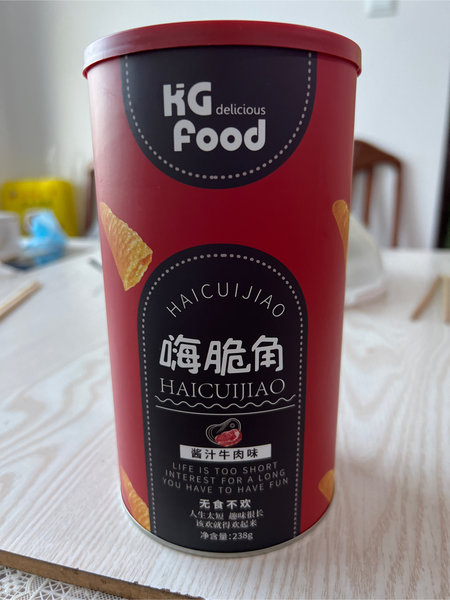 KG delicious
food
HAICUIJIAO
嗨脆角
HAICUIJIAO
酱汁牛肉味
LIFE IS TOO SHORT
INTEREST FOR A LONG
YOU HAVE TO HAVE FUN
无食不欢
人生太短 趣味很长
该欢就得欢起来
净含量:238g